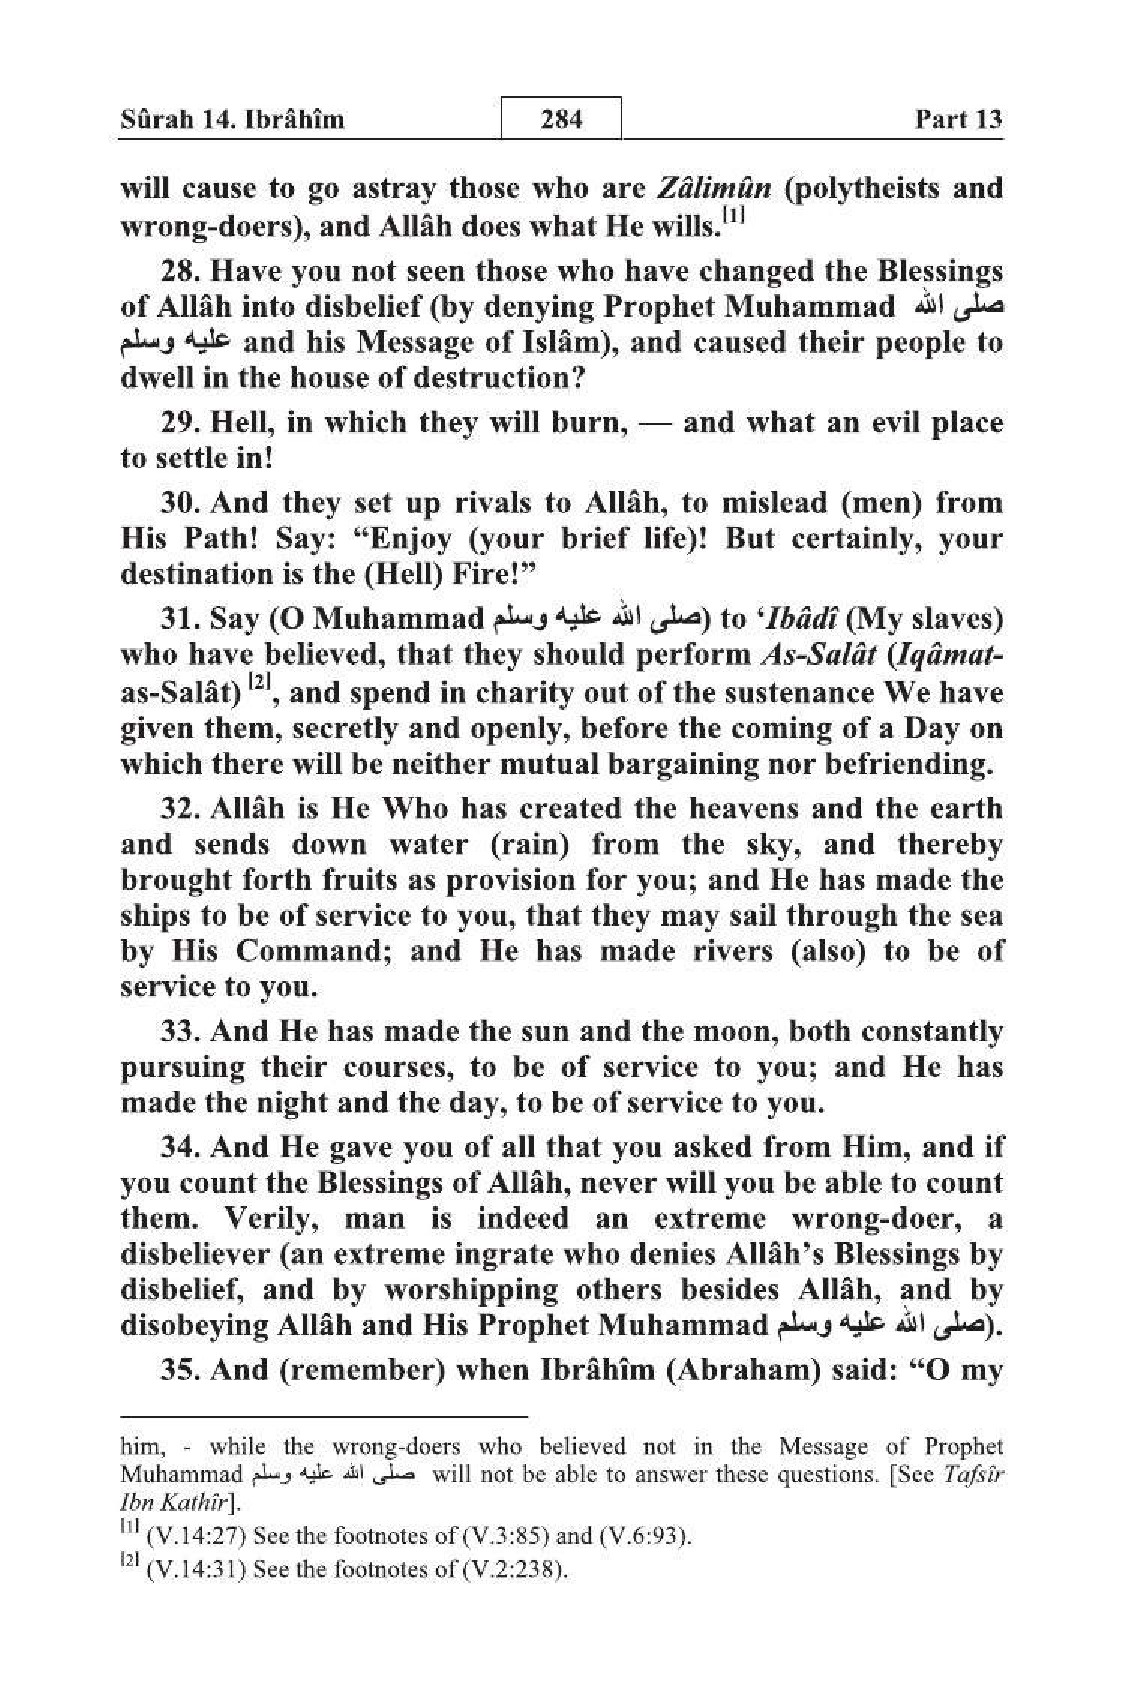 Sûrah 14. Ibrâhîm 284 Part 13
will cause to go astray those who are Zâlimûn (polytheists and
wrong-doers), and Allâh does what He wills.[1]
28. Have you not seen those who have changed the Blessings
of Allâh into disbelief (by denying Prophet Muhammad صلى الله
عليه وسلم and his Message of Islâm), and caused their people to
dwell in the house of destruction?
29. Hell, in which they will burn, — and what an evil place
to settle in!
30. And they set up rivals to Allâh, to mislead (men) from
His Path! Say: “Enjoy (your brief life)! But certainly, your
destination is the (Hell) Fire!”
31. Say (O Muhammad صلى الله عليه وسلم) to ‘Ibâdî (My slaves)
who have believed, that they should perform As-Salât (Iqâmat-
as-Salât) [2], and spend in charity out of the sustenance We have
given them, secretly and openly, before the coming of a Day on
which there will be neither mutual bargaining nor befriending.
32. Allâh is He Who has created the heavens and the earth
and sends down water (rain) from the sky, and thereby
brought forth fruits as provision for you; and He has made the
ships to be of service to you, that they may sail through the sea
by His Command; and He has made rivers (also) to be of
service to you.
33. And He has made the sun and the moon, both constantly
pursuing their courses, to be of service to you; and He has
made the night and the day, to be of service to you.
34. And He gave you of all that you asked from Him, and if
you count the Blessings of Allâh, never will you be able to count
them. Verily, man is indeed an extreme wrong-doer, a
disbeliever (an extreme ingrate who denies Allâh’s Blessings by
disbelief, and by worshipping others besides Allâh, and by
disobeying Allâh and His Prophet Muhammad صلى الله عليه وسلم).
35. And (remember) when Ibrâhîm (Abraham) said: “O my
him, - while the wrong-doers who believed not in the Message of Prophet
Muhammad صلى الله عليه وسلم will not be able to answer these questions. [See Tafsîr
Ibn Kathîr].
[1] (V.14:27) See the footnotes of (V.3:85) and (V.6:93).
[2] (V.14:31) See the footnotes of (V.2:238).